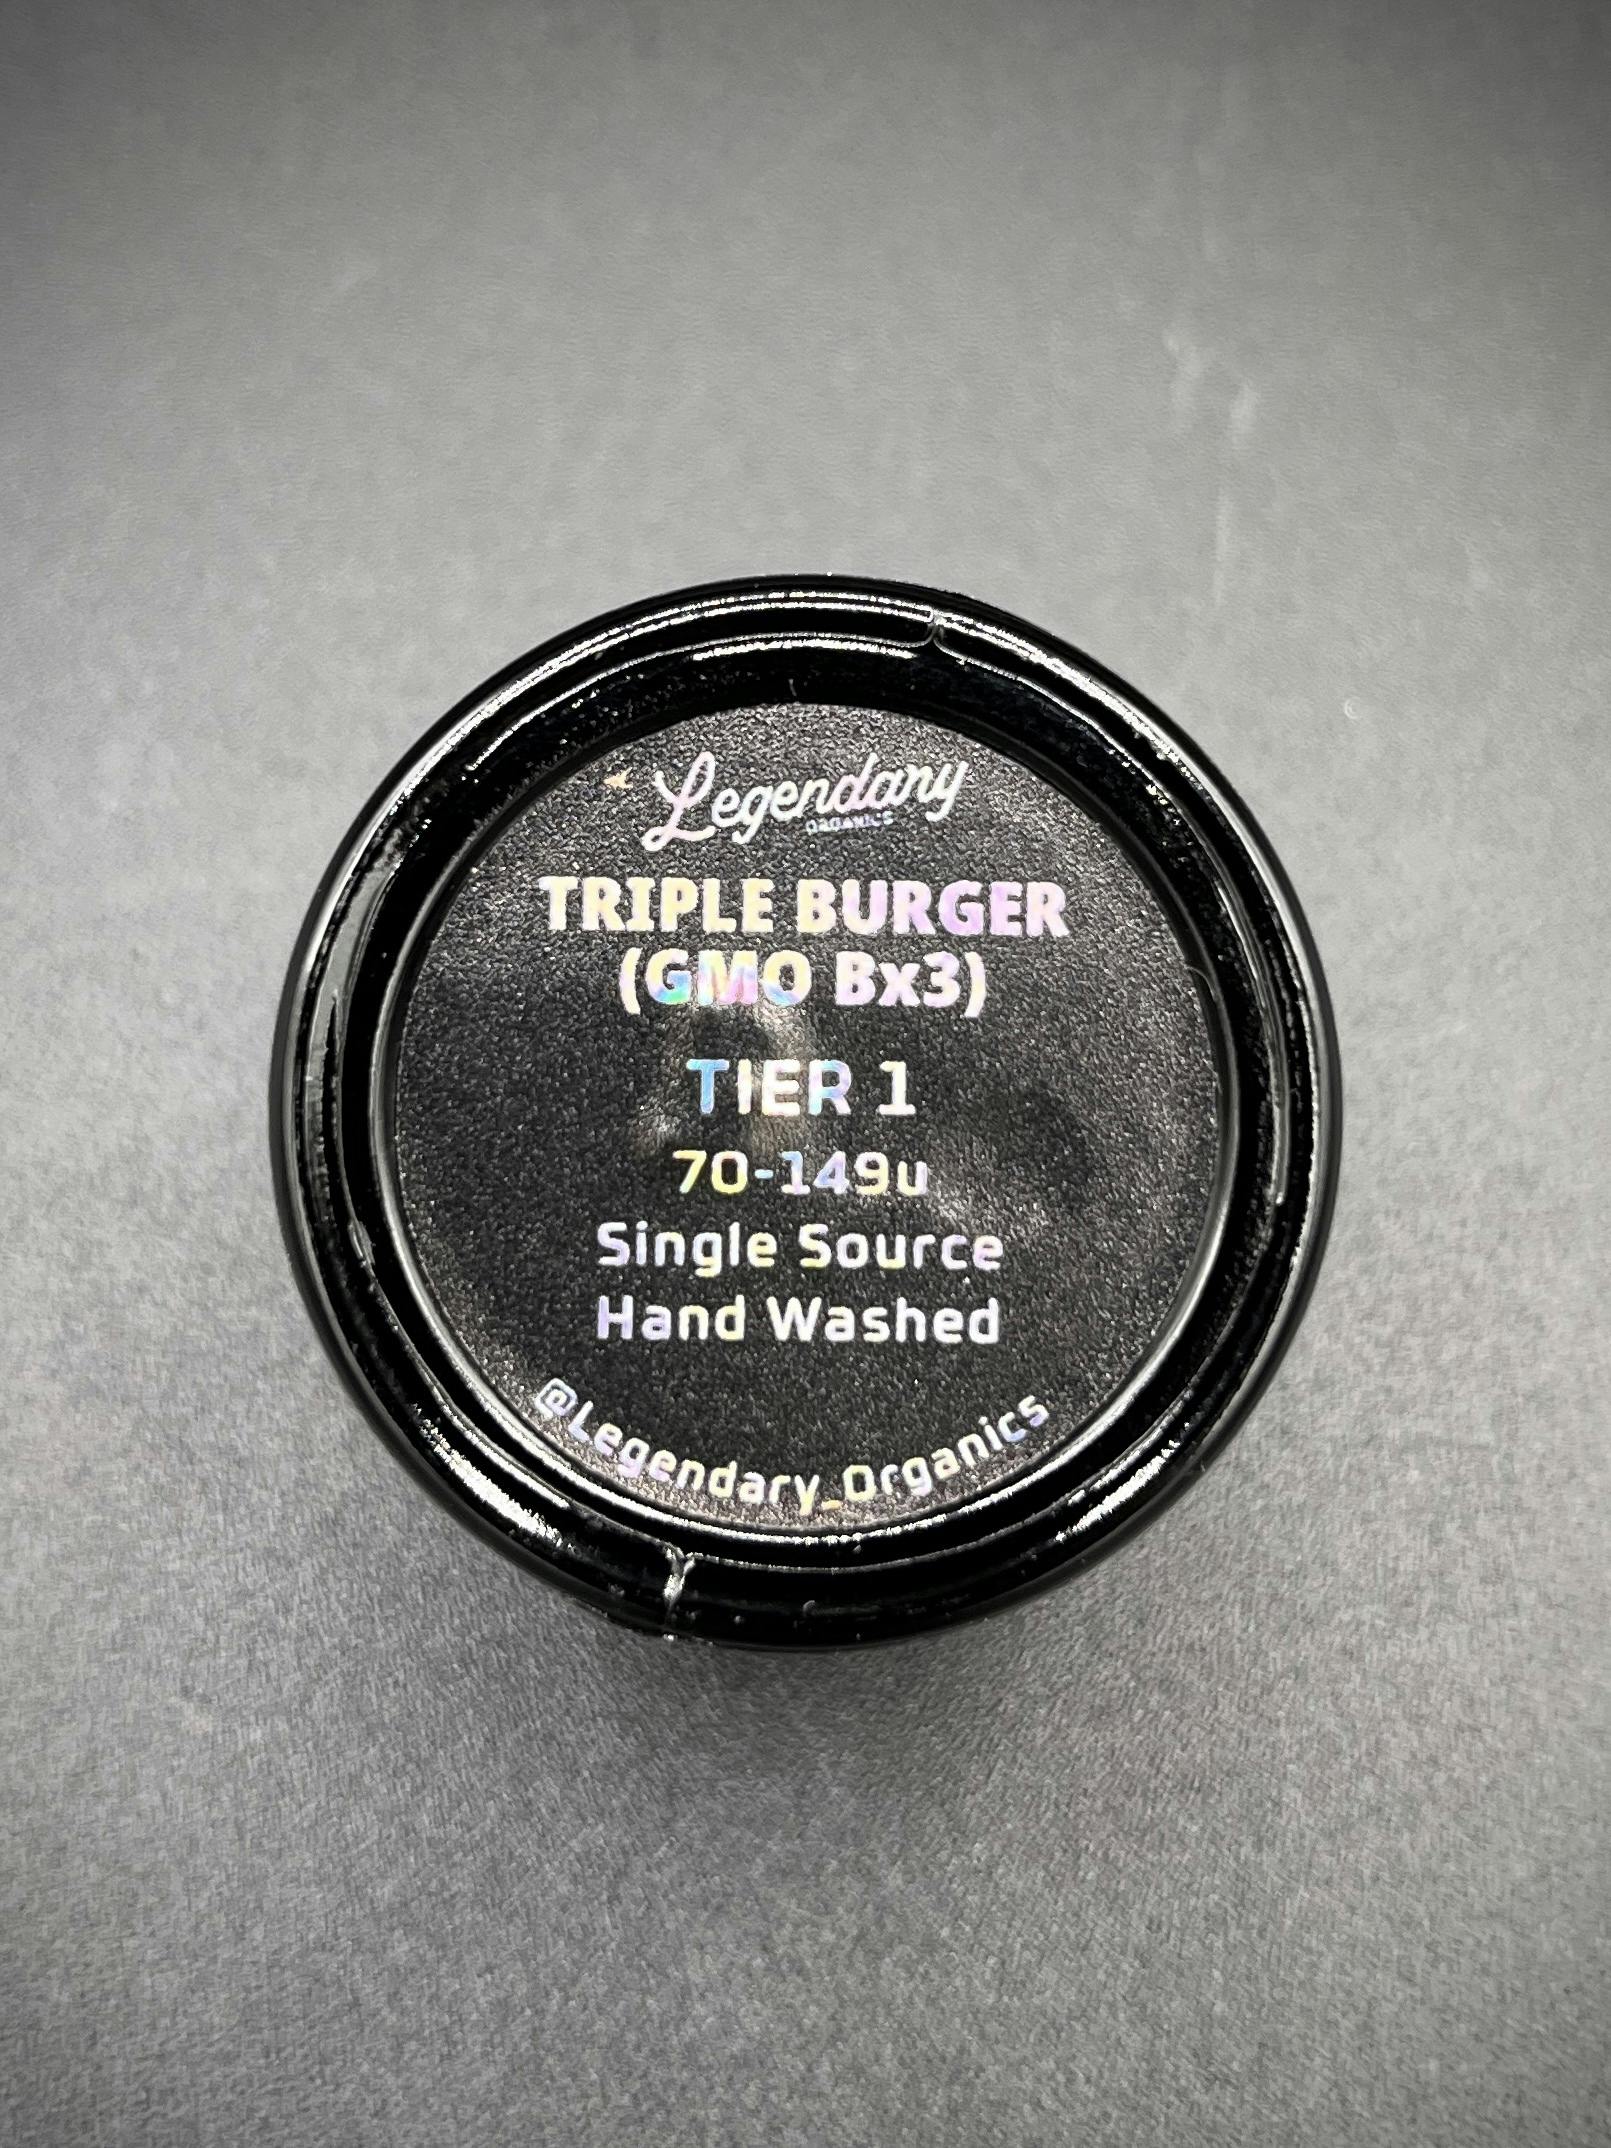 Legendary
ORGANICS
TRIPLE BURGER
(GMO Bx3)
TIER 1
70-149u
Single Source
Hand Washed
@Legendary_Organics